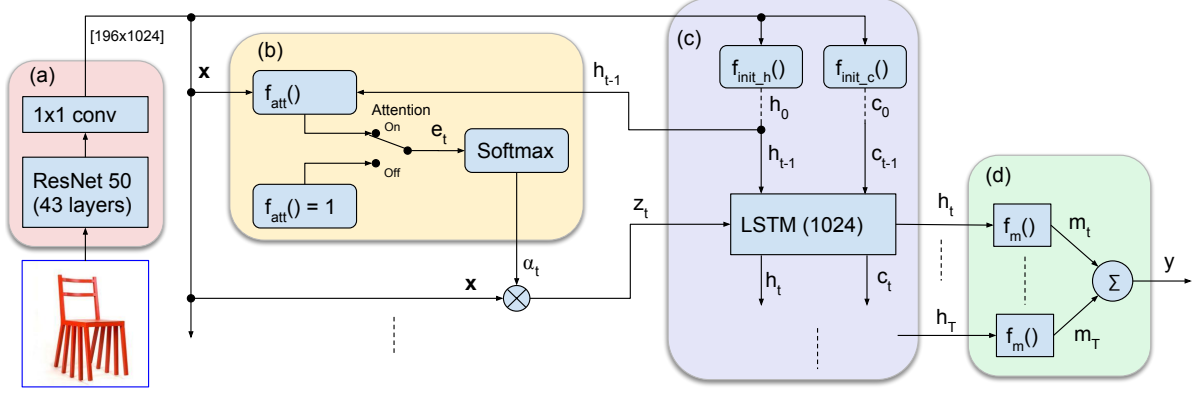 [196x1024]
(a)
1x1 conv
ResNet 50
(43 layers)
x
(b)
f_att()
Attention
On
Off
e_t
Softmax
f_att() = 1
α_t
x
h_t-1
z_t
(c)
f_init_h()
f_init_c()
h_0
c_0
h_t-1
c_t-1
LSTM (1024)
h_t
c_t
h_t
h_T
(d)
f_m()
m_t
Σ
y
f_m()
m_T